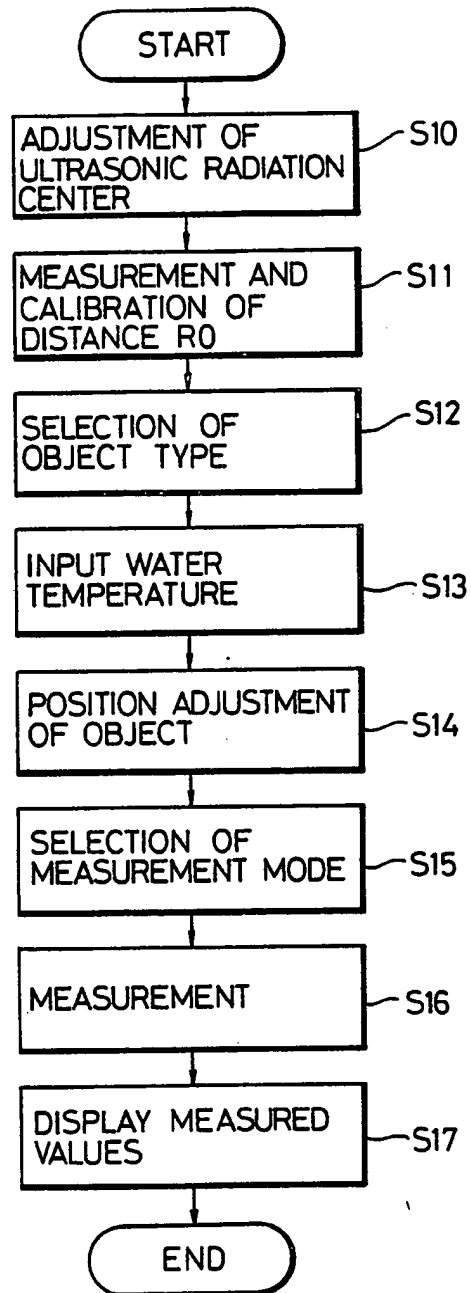 START
ADJUSTMENT OF
ULTRASONIC RADIATION
CENTER
S10
MEASUREMENT AND
CALIBRATION OF
DISTANCE R0
S11
SELECTION OF
OBJECT TYPE
S12
INPUT WATER
TEMPERATURE
S13
POSITION ADJUSTMENT
OF OBJECT
S14
SELECTION OF
MEASUREMENT MODE
S15
MEASUREMENT
S16
DISPLAY MEASURED
VALUES
S17
END